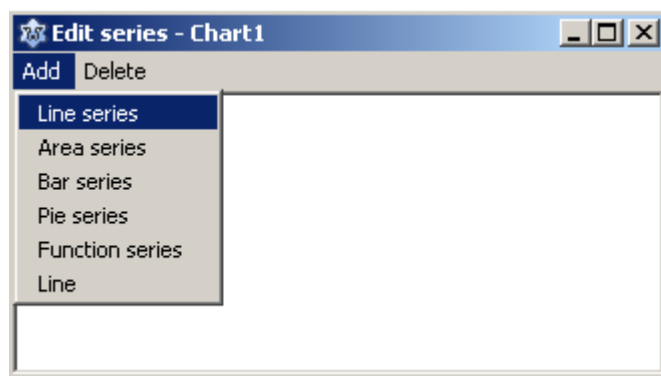 Edit series - Chart1
Add Delete
Line series
Area series
Bar series
Pie series
Function series
Line